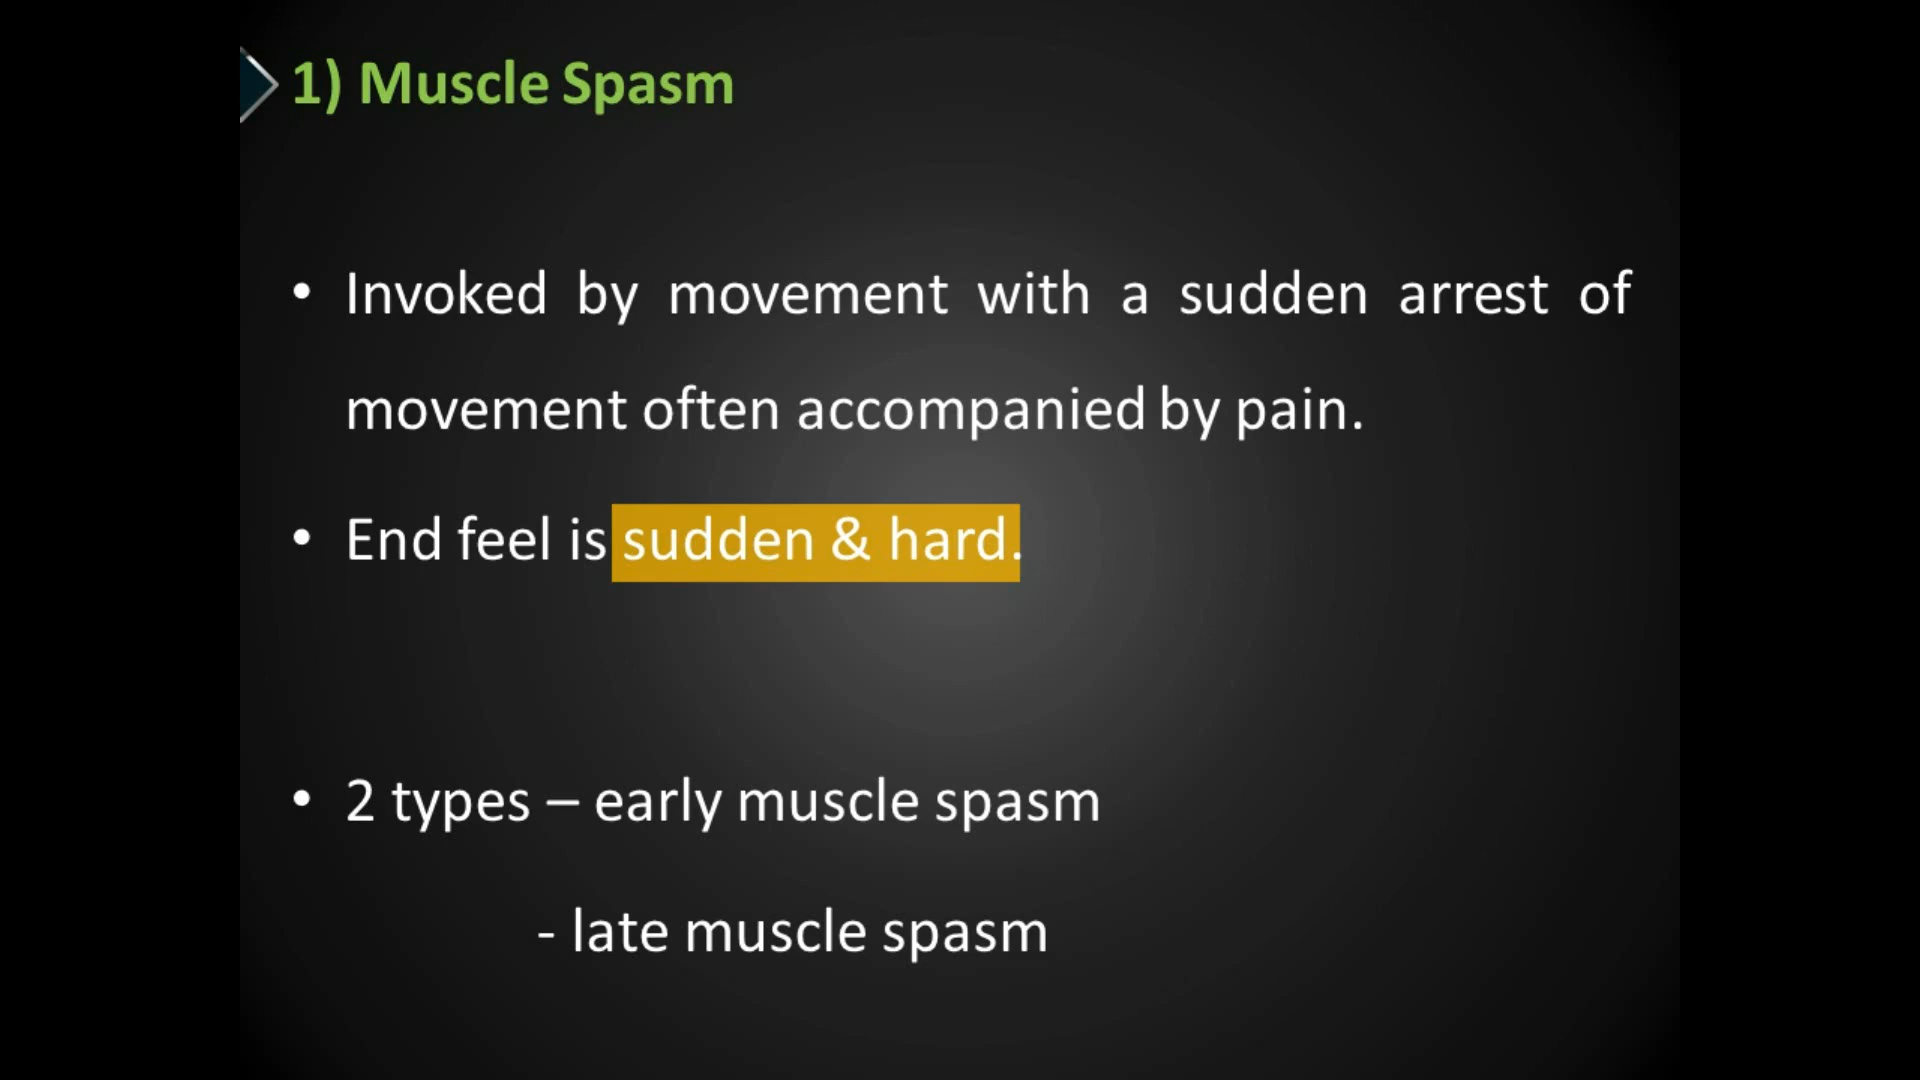 1) Muscle Spasm
• Invoked by movement with a sudden arrest of
movement often accompanied by pain.
• End feel is sudden & hard.
• 2 types – early muscle spasm
- late muscle spasm